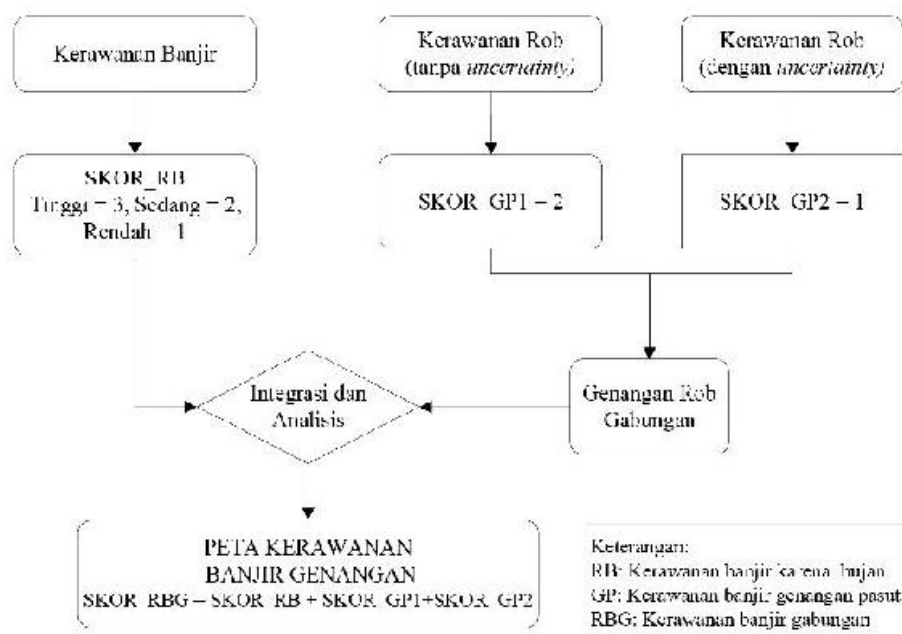 Kerawanan Banjir
Kerawanan Rob
(tanpa uncertainty)
Kerawanan Rob
(dengan uncertainty)
SKOR_RB
Tinggi = 3, Sedang = 2,
Rendah = 1
SKOR_GP1 = 2
SKOR_GP2 = 1
Integrasi dan
Analisis
Genangan Rob
Gabungan
PETA KERAWANAN
BANJIR GENANGAN
SKOR_RBG = SKOR_RB + SKOR_GP1+SKOR_GP2
Keterangan:
RB: Kerawanan banjir karena hujan
GP: Kerawanan banjir genangan pasut
RBG: Kerawanan banjir gabungan